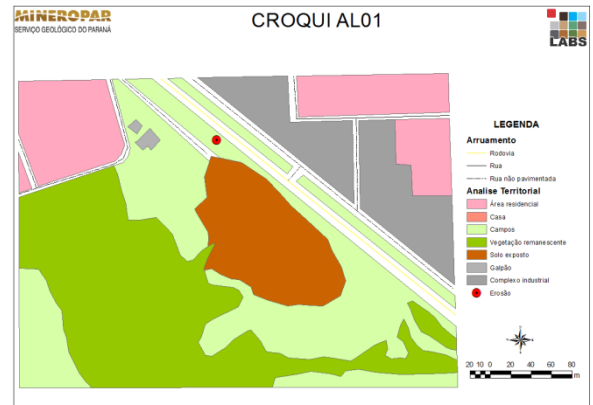 MINEROPAR
SERVIÇO GEOLÓGICO DO PARANÁ
CROQUI AL01
LABS
LEGENDA
Arruamento
Rodovia
Rua
Rua não pavimentada
Analise Territorial
Área residencial
Casa
Campos
Vegetação remanescente
Solo exposto
Galpão
Complexo industrial
Erosão
20 10 0 20 40 60 80
m